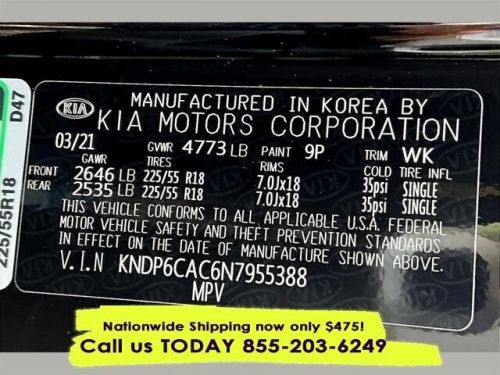 MANUFACTURED IN KOREA BY
KIA KIA MOTORS CORPORATION
03/21 GVWR 4773 LB PAINT 9P TRIM WK
GAWR TIRES RIMS COLD TIRE INFL
FRONT 2646 LB 225/55 R18 7.0Jx18 35psi SINGLE
REAR 2535 LB 225/55 R18 7.0Jx18 35psi SINGLE
THIS VEHICLE CONFORMS TO ALL APPLICABLE U.S.A. FEDERAL
MOTOR VEHICLE SAFETY AND THEFT PREVENTION STANDARDS
IN EFFECT ON THE DATE OF MANUFACTURE SHOWN ABOVE.
V.I.N KNDP6CAC6N7955388
MPV
D47
225/55R18
Nationwide Shipping now only $475!
Call us TODAY 855-203-6249